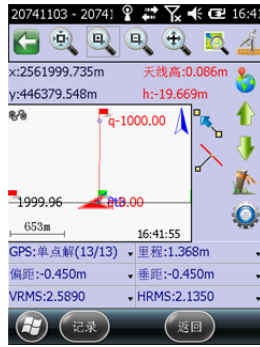 20741103 - 20741 16:41
x:2561999.735m 天线高:0.086m
y:446379.548m h:-19.669m
q-1000.00
1999.96
653m 16:41:55
GPS:单点解(13/13) 里程:1.368m
偏距:-0.450m 垂距:-0.450m
VRMS:2.5890 HRMS:2.1350
记录 返回